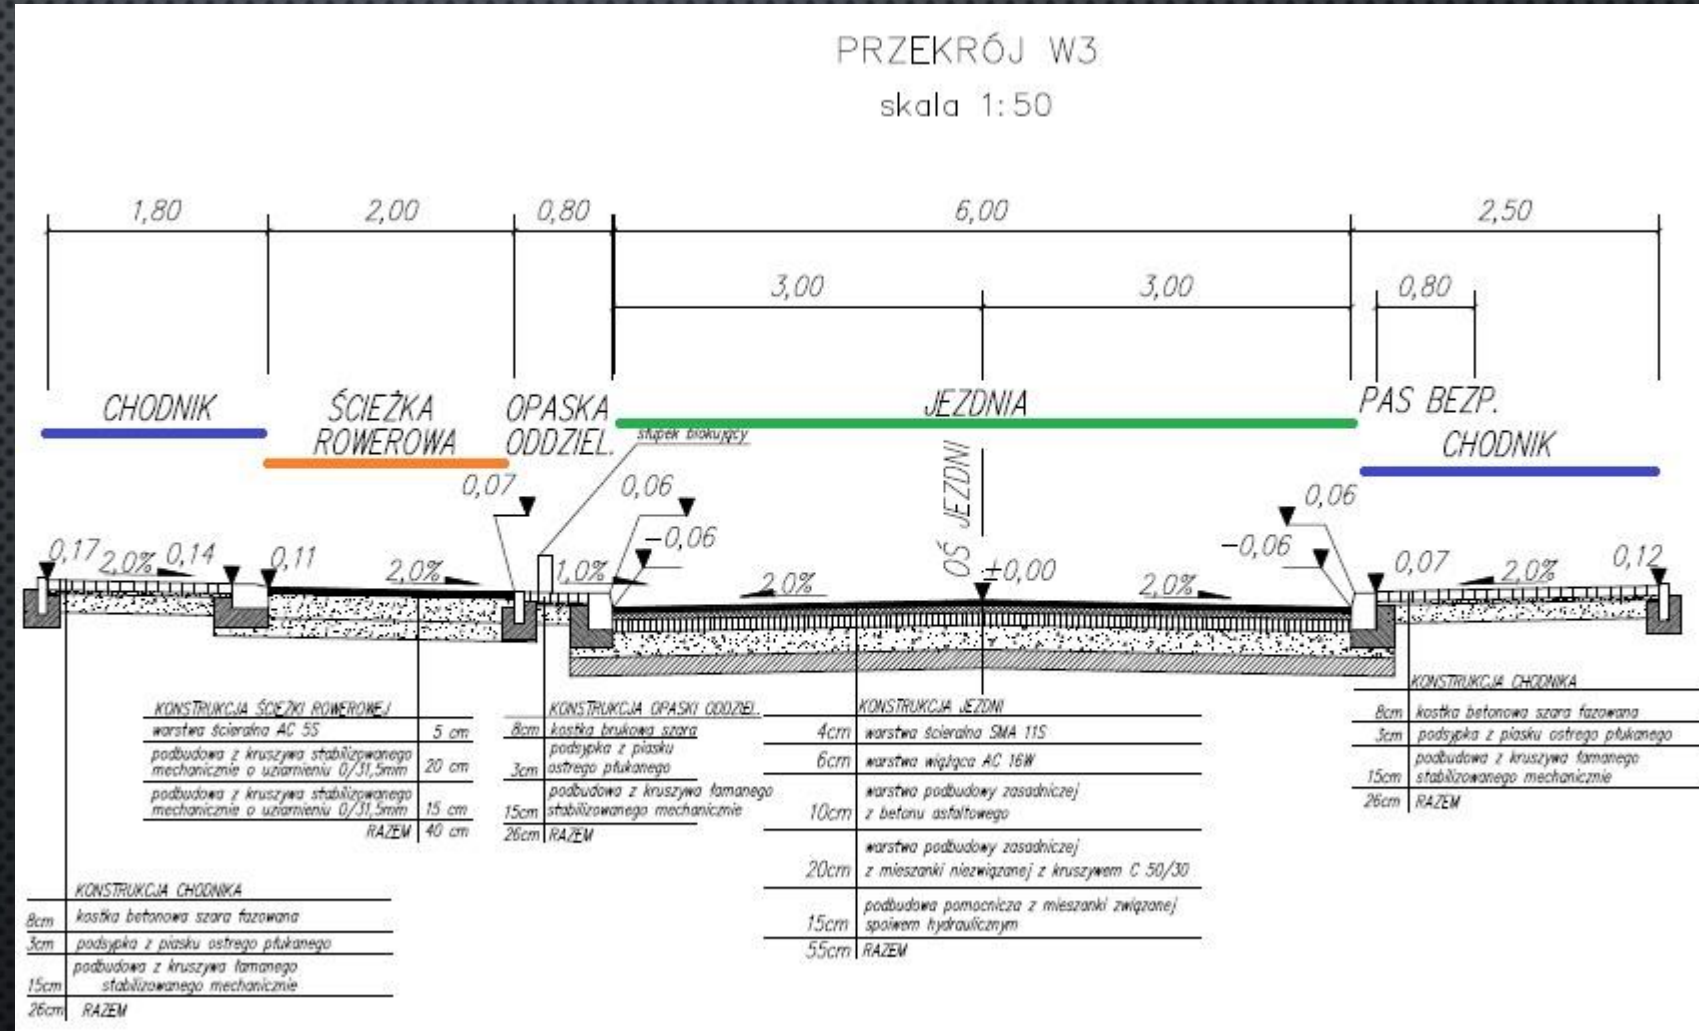 PRZEKRÓJ W3
skala 1:50
1,80 2,00 0,80 6,00 2,50
3,00 3,00 0,80
CHODNIK
ŚCIEŻKA
ROWEROWA
OPASKA
ODDZIEL.
JEZDNIA
PAS BEZP.
CHODNIK
słupek blokujący
OŚ JEZDNI
0,07 0,06 0,06
-0,06 -0,06
0,17 2,0% 0,14 0,11 2,0% 1,0% 2,0% ±0,00 2,0% 0,07 2,0% 0,12
KONSTRUKCJA ŚCIEŻKI ROWEROWEJ
warstwa ścieralna AC 5S 5 cm
podbudowa z kruszywa stabilizowanego
mechanicznie o uziarnieniu 0/31,5mm 20 cm
podbudowa z kruszywa stabilizowanego
mechanicznie o uziarnieniu 0/31,5mm 15 cm
RAZEM 40 cm
KONSTRUKCJA OPASKI ODDZIEL.
8cm kostka brukowa szara
podsypka z piasku
3cm ostrego płukanego
podbudowa z kruszywa łamanego
15cm stabilizowanego mechanicznie
26cm RAZEM
KONSTRUKCJA JEZDNI
4cm warstwa ścieralna SMA 11S
6cm warstwa wiążąca AC 16W
warstwa podbudowy zasadniczej
10cm z betonu asfaltowego
warstwa podbudowy zasadniczej
20cm z mieszanki niezwiązanej z kruszywem C 50/30
podbudowa pomocnicza z mieszanki związanej
15cm spoiwem hydraulicznym
55cm RAZEM
KONSTRUKCJA CHODNIKA
8cm kostka betonowa szara fazowana
3cm podsypka z piasku ostrego płukanego
podbudowa z kruszywa łamanego
15cm stabilizowanego mechanicznie
26cm RAZEM
KONSTRUKCJA CHODNIKA
8cm kostka betonowa szara fazowana
3cm podsypka z piasku ostrego płukanego
podbudowa z kruszywa łamanego
15cm stabilizowanego mechanicznie
26cm RAZEM